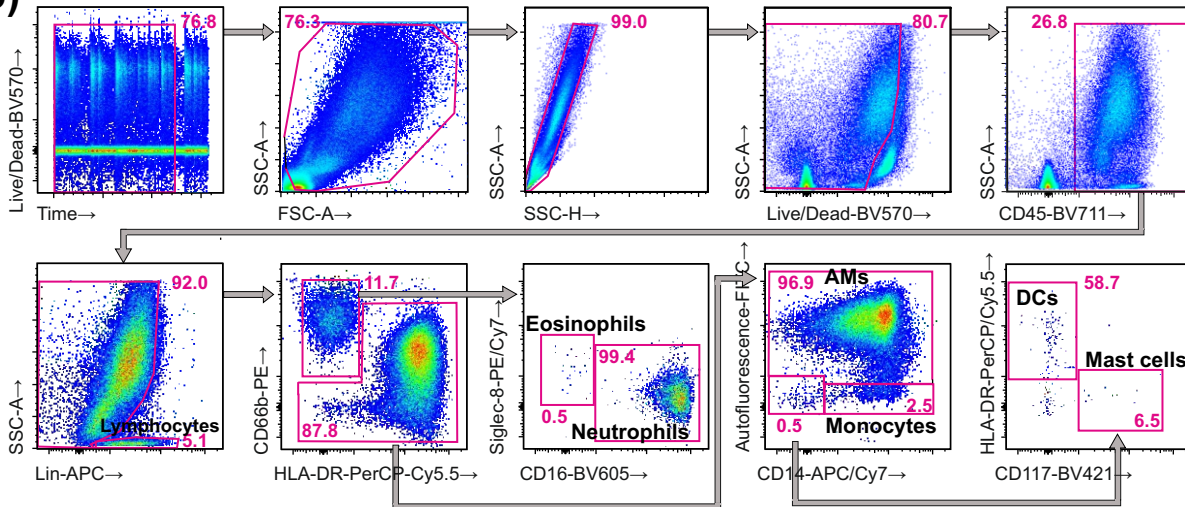 )
76.8
Live/Dead-BV570→
Time→
76.3
SSC-A→
FSC-A→
99.0
SSC-A→
SSC-H→
80.7
SSC-A→
Live/Dead-BV570→
26.8
SSC-A→
CD45-BV711→
92.0
SSC-A→
Lymphocytes
5.1
Lin-APC→
11.7
CD66b-PE→
87.8
HLA-DR-PerCP-Cy5.5→
Siglec-8-PE/Cy7→
Eosinophils
99.4
0.5
Neutrophils
CD16-BV605→
AMs
96.9
2.5
0.5
Monocytes
CD14-APC/Cy7→
HLA-DR-PerCP/Cy5.5→
DCs
58.7
Mast cells
6.5
CD117-BV421→